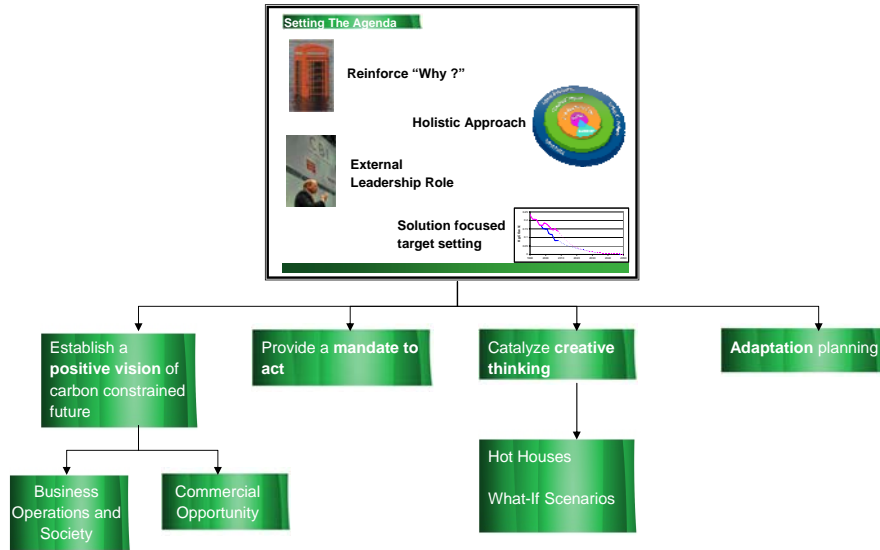 Setting The Agenda
Reinforce “Why ?”
Holistic Approach
CBI
External
Leadership Role
Solution focused
target setting
Establish a
positive vision of
carbon constrained
future
Provide a mandate to
act
Catalyze creative
thinking
Adaptation planning
Business
Operations and
Society
Commercial
Opportunity
Hot Houses
What-If Scenarios